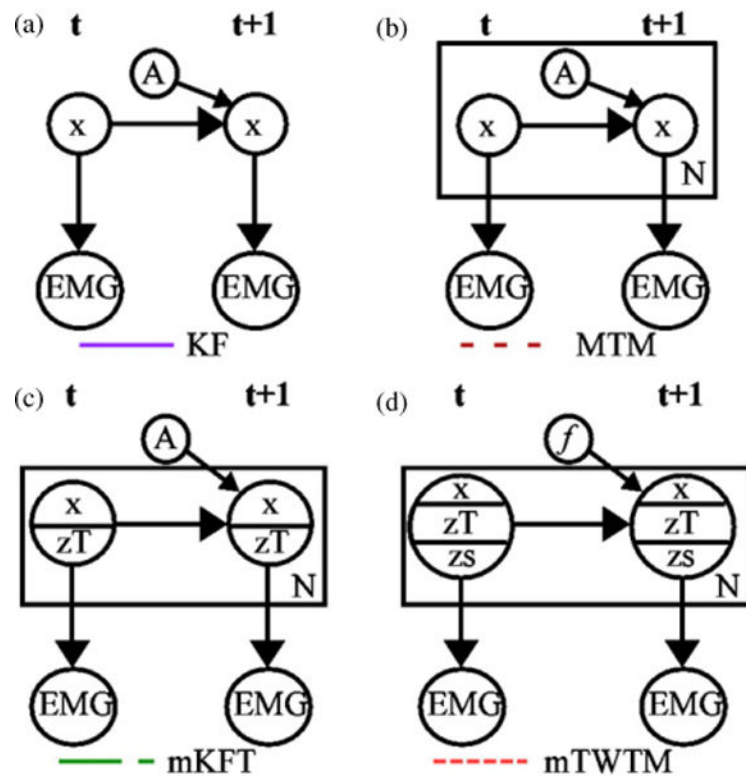 (a) t t+1
A
x x
EMG EMG
KF
(b) t t+1
A
x x
N
EMG EMG
MTM
(c) t t+1
A
x x
zT zT
N
EMG EMG
mKFT
(d) t t+1
f
x x
zT zT
zs zs
N
EMG EMG
mTWTM